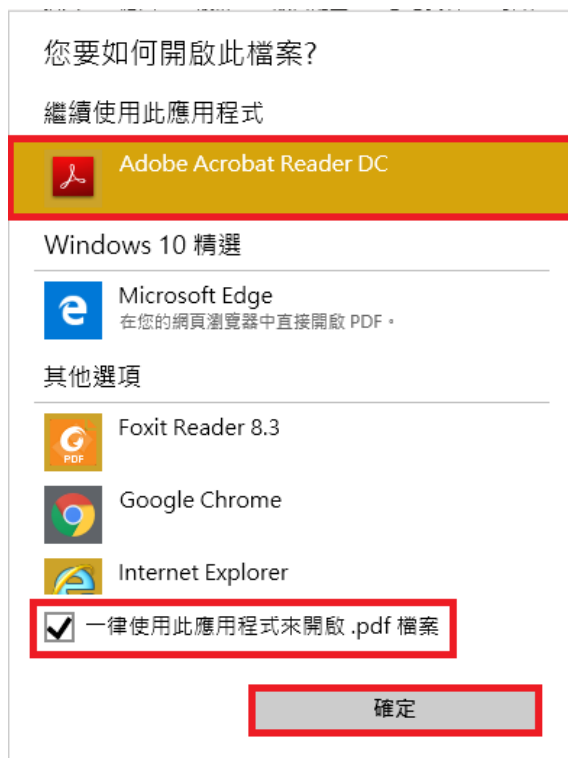 您要如何開啟此檔案?
繼續使用此應用程式
Adobe Acrobat Reader DC
Windows 10 精選
Microsoft Edge
在您的網頁瀏覽器中直接開啟 PDF。
其他選項
Foxit Reader 8.3
PDF
Google Chrome
Internet Explorer
一律使用此應用程式來開啟 .pdf 檔案
確定